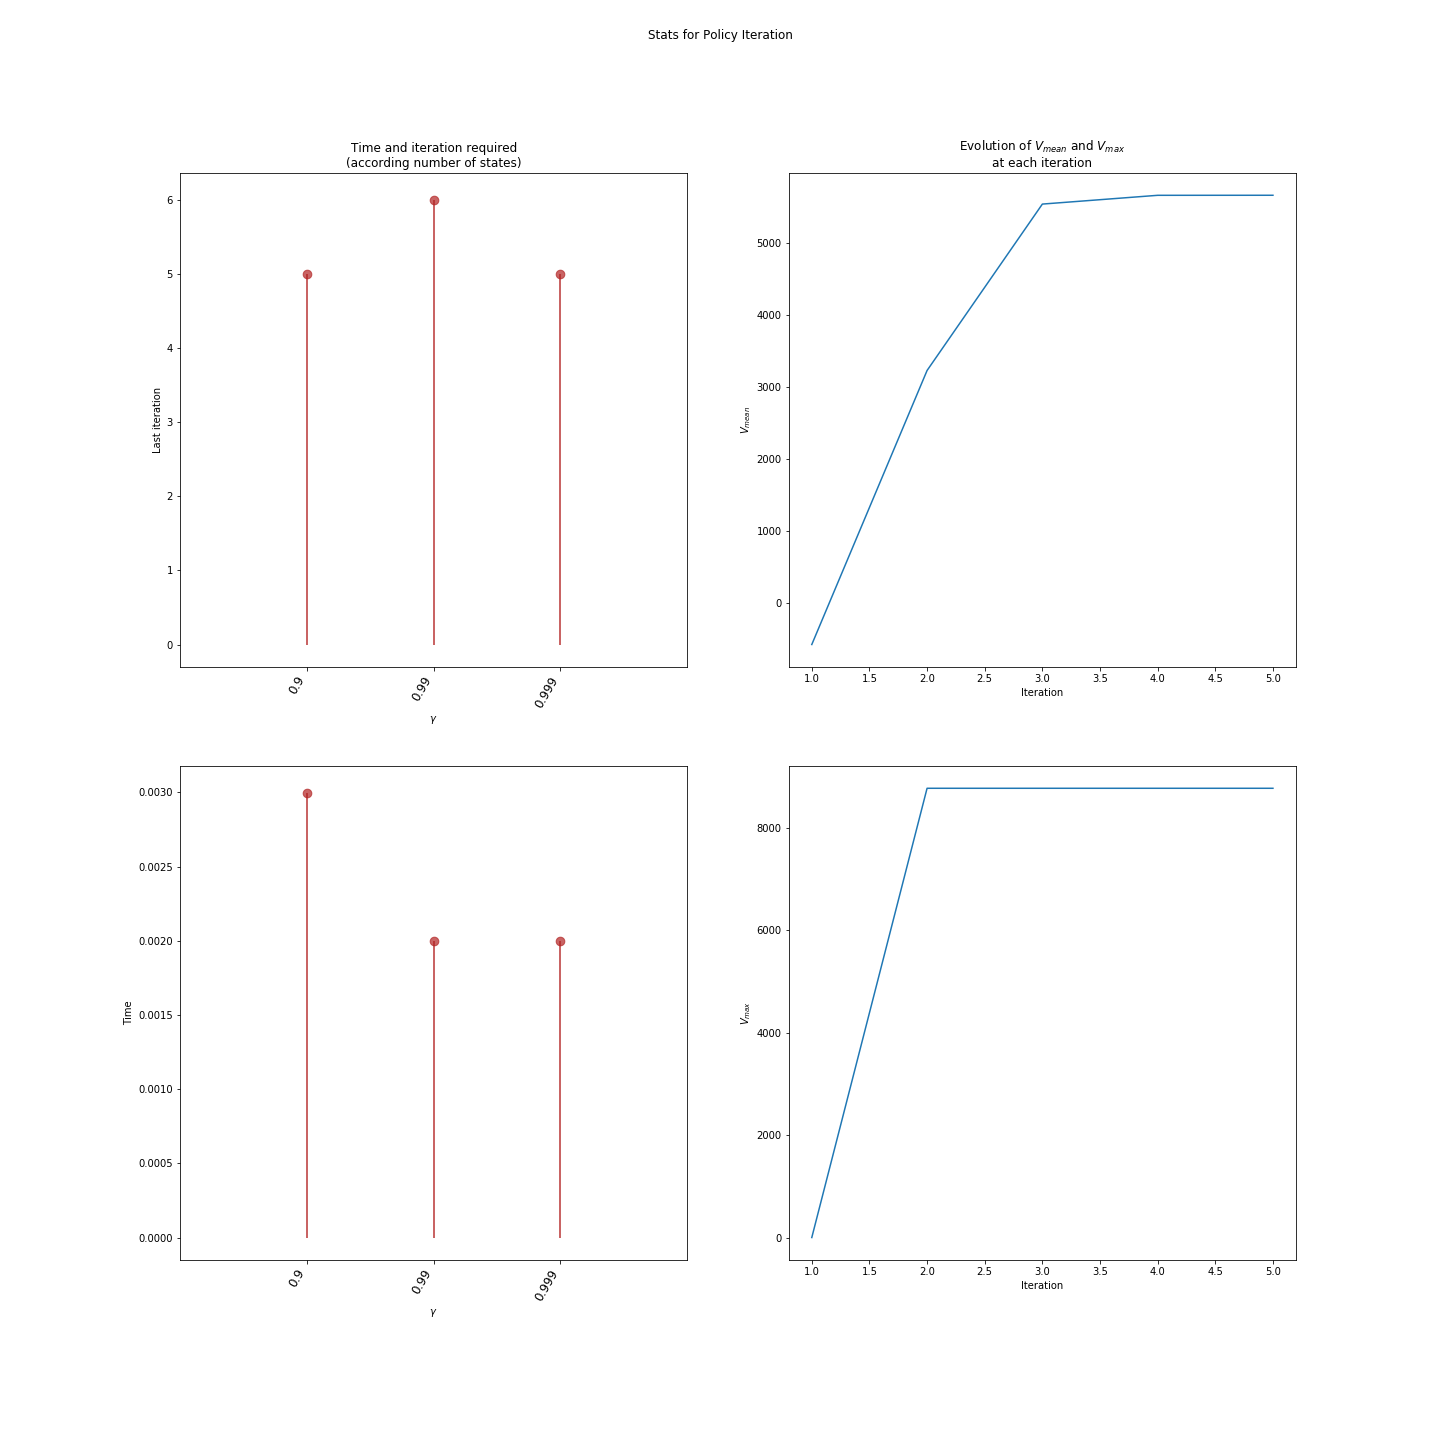 Stats for Policy Iteration
Time and iteration required
(according number of states)
6
5
4
3
2
1
0
Last iteration
0.9
0.99
0.999
γ
Evolution of V_mean and V_max
at each iteration
5000
4000
3000
2000
1000
0
V_mean
1.0 1.5 2.0 2.5 3.0 3.5 4.0 4.5 5.0
Iteration
0.0030
0.0025
0.0020
0.0015
0.0010
0.0005
0.0000
Time
0.9
0.99
0.999
γ
8000
6000
4000
2000
0
V_max
1.0 1.5 2.0 2.5 3.0 3.5 4.0 4.5 5.0
Iteration